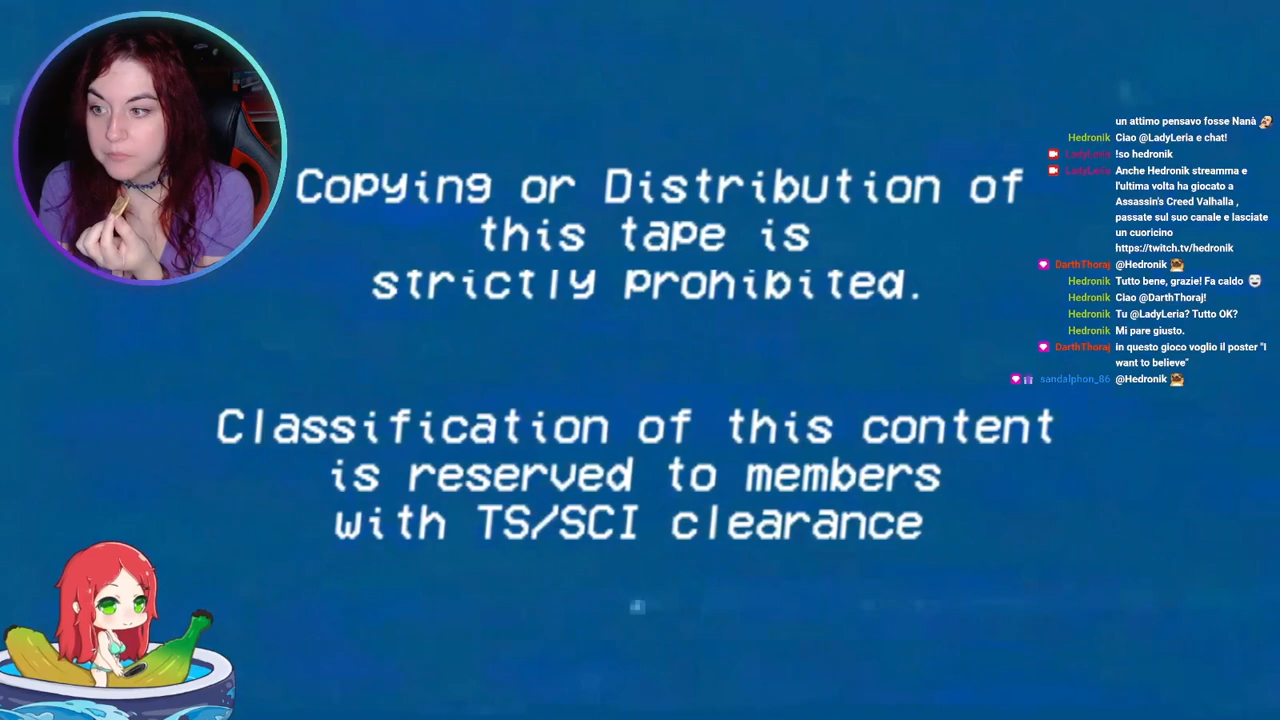 Copying or Distribution of
this tape is
strictly prohibited.
Classification of this content
is reserved to members
with TS/SCI clearance
un attimo pensavo fosse Nanà
Hedronik Ciao @LadyLeria e chat!
LadyLeria !so hedronik
LadyLeria Anche Hedronik streamma e
l'ultima volta ha giocato a
Assassin's Creed Valhalla ,
passate sul suo canale e lasciate
un cuoricino
https://twitch.tv/hedronik
DarthThoraj @Hedronik
Hedronik Tutto bene, grazie! Fa caldo
Hedronik Ciao @DarthThoraj!
Hedronik Tu @LadyLeria? Tutto OK?
Hedronik Mi pare giusto.
DarthThoraj in questo gioco voglio il poster "I
want to believe"
sandalphon_86 @Hedronik